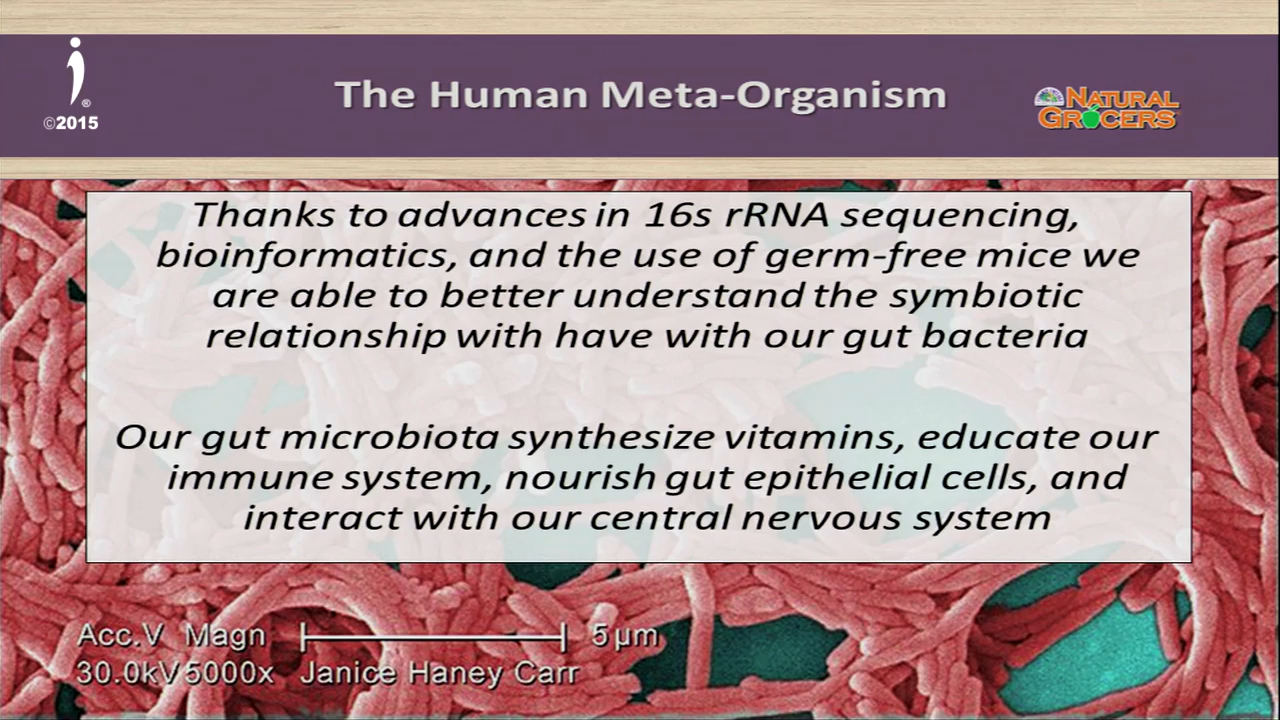 The Human Meta-Organism
®
©2015
NATURAL
GROCERS
Thanks to advances in 16s rRNA sequencing,
bioinformatics, and the use of germ-free mice we
are able to better understand the symbiotic
relationship with have with our gut bacteria
Our gut microbiota synthesize vitamins, educate our
immune system, nourish gut epithelial cells, and
interact with our central nervous system
Acc.V Magn 5 µm
30.0kV 5000x Janice Haney Carr